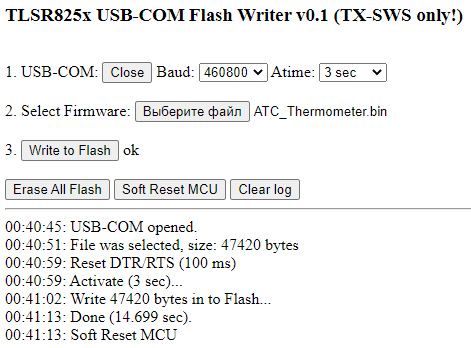 TLSR825x USB-COM Flash Writer v0.1 (TX-SWS only!)
1. USB-COM: Close Baud: 460800 Atime: 3 sec
2. Select Firmware: Выберите файл ATC_Thermometer.bin
3. Write to Flash ok
Erase All Flash Soft Reset MCU Clear log
00:40:45: USB-COM opened.
00:40:51: File was selected, size: 47420 bytes
00:40:59: Reset DTR/RTS (100 ms)
00:40:59: Activate (3 sec)...
00:41:02: Write 47420 bytes in to Flash...
00:41:13: Done (14.699 sec).
00:41:13: Soft Reset MCU